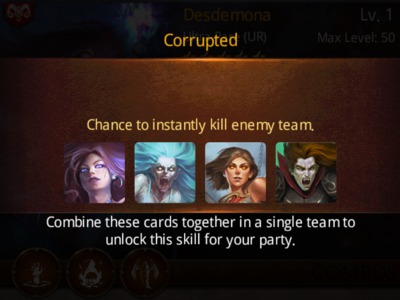 Desdemona
Lv. 1
Corrupted
(UR)
Max Level: 50
Chance to instantly kill enemy team.
Combine these cards together in a single team to
unlock this skill for your party.